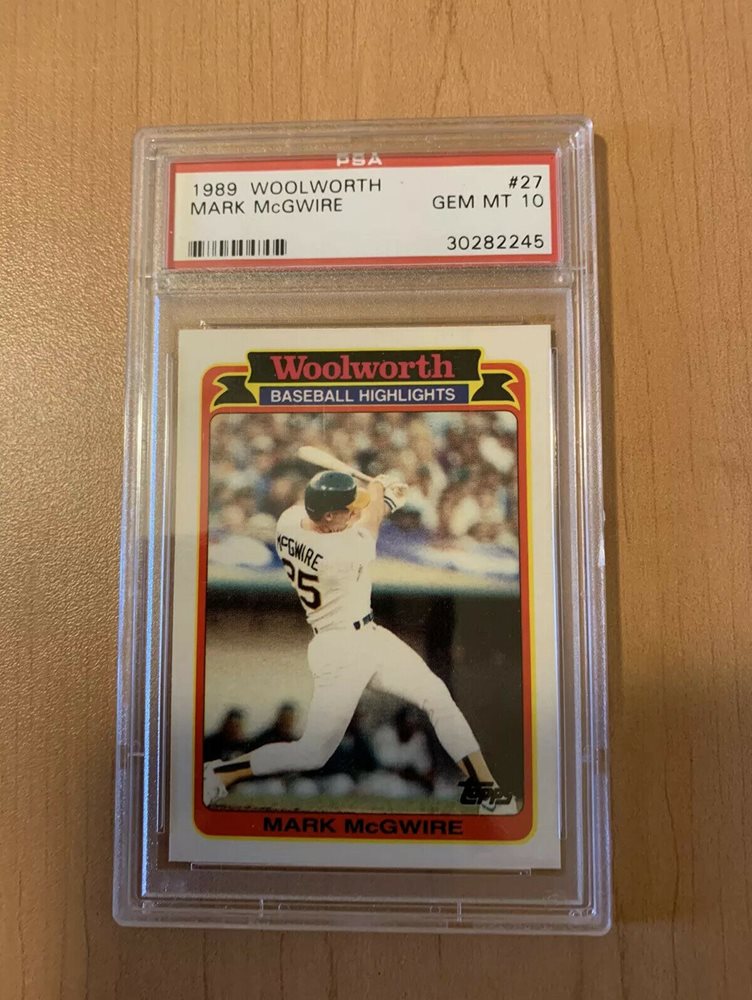 PSA
1989 WOOLWORTH #27
MARK McGWIRE GEM MT 10
30282245
Woolworth
BASEBALL HIGHLIGHTS
McGWIRE
25
Topps
MARK McGWIRE